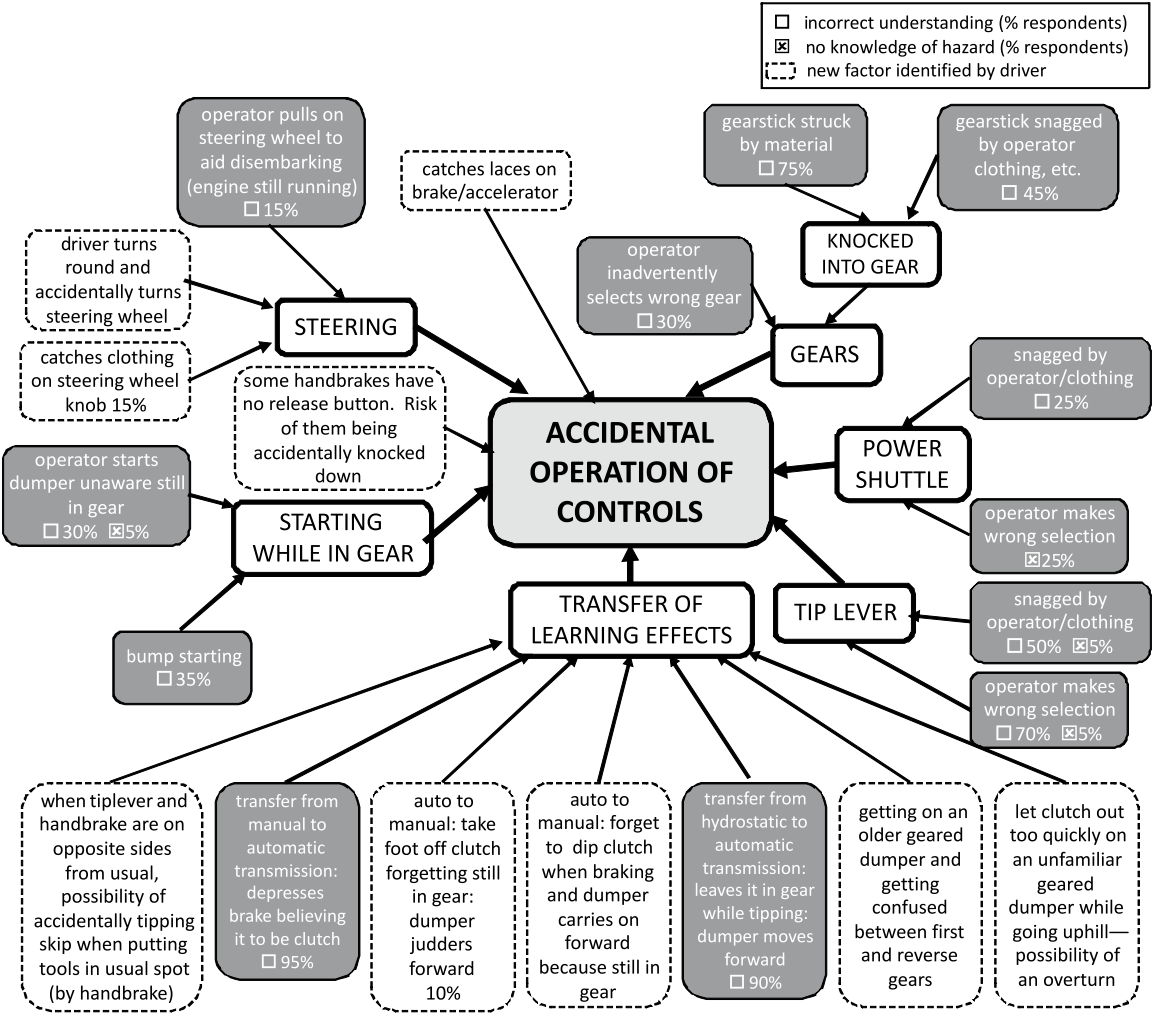 ☐ incorrect understanding (% respondents)
☒ no knowledge of hazard (% respondents)
new factor identified by driver
operator pulls on
steering wheel to
aid disembarking
(engine still running)
☐ 15%
catches laces on
brake/accelerator
gearstick struck
by material
☐ 75%
gearstick snagged
by operator
clothing, etc.
☐ 45%
driver turns
round and
accidentally turns
steering wheel
operator
inadvertently
selects wrong gear
☐ 30%
KNOCKED
INTO GEAR
STEERING
GEARS
catches clothing
on steering wheel
knob 15%
some handbrakes have
no release button.  Risk
of them being
accidentally knocked
down
snagged by
operator/clothing
☐ 25%
ACCIDENTAL
OPERATION OF
CONTROLS
POWER
SHUTTLE
operator starts
dumper unaware still
in gear
☐ 30%  ☒5%
STARTING
WHILE IN GEAR
operator makes
wrong selection
☒25%
TRANSFER OF
LEARNING EFFECTS
TIP LEVER
snagged by
operator/clothing
☐ 50%  ☒5%
bump starting
☐ 35%
operator makes
wrong selection
☐ 70%  ☒5%
when tiplever and
handbrake are on
opposite sides
from usual,
possibility of
accidentally tipping
skip when putting
tools in usual spot
(by handbrake)
transfer from
manual to
automatic
transmission:
depresses
brake believing
it to be clutch
☐ 95%
auto to
manual: take
foot off clutch
forgetting still
in gear:
dumper
judders
forward
10%
auto to
manual: forget
to  dip clutch
when braking
and dumper
carries on
forward
because still in
gear
transfer from
hydrostatic to
automatic
transmission:
leaves it in gear
while tipping:
dumper moves
forward
☐ 90%
getting on an
older geared
dumper and
getting
confused
between first
and reverse
gears
let clutch out
too quickly on
an unfamiliar
geared
dumper while
going uphill—
possibility of
an overturn